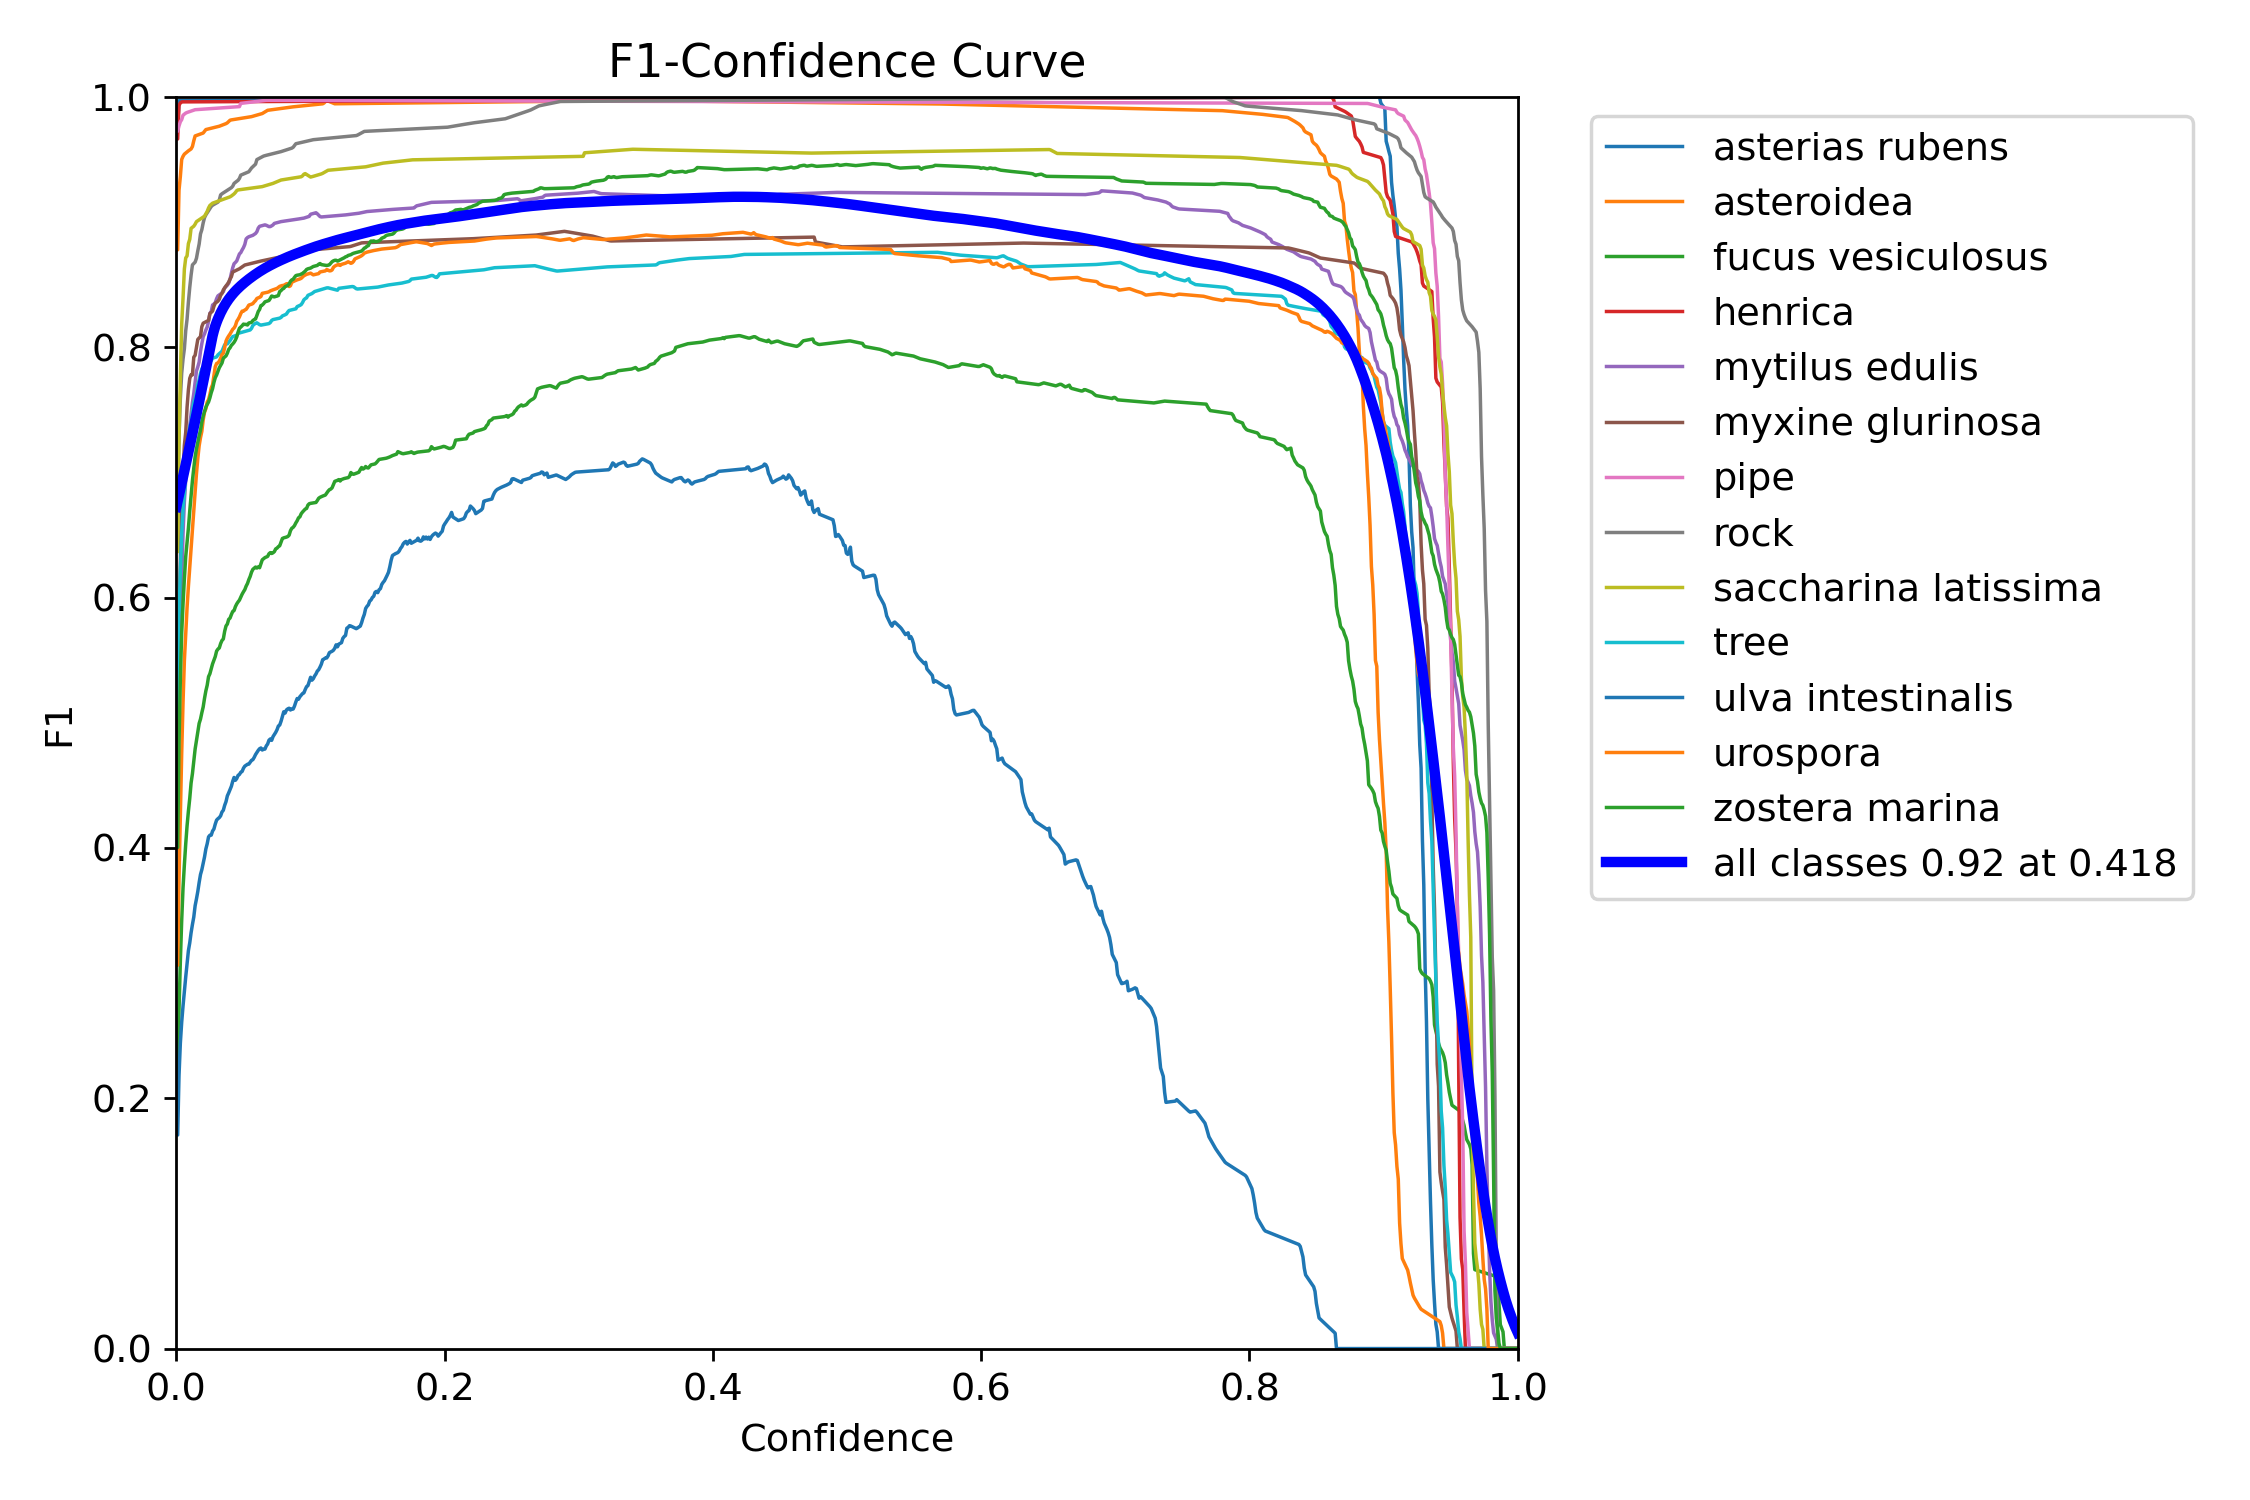 F1-Confidence Curve
1.0
0.8
0.6
0.4
0.2
0.0
F1
0.0 0.2 0.4 0.6 0.8 1.0
Confidence
asterias rubens
asteroidea
fucus vesiculosus
henrica
mytilus edulis
myxine glurinosa
pipe
rock
saccharina latissima
tree
ulva intestinalis
urospora
zostera marina
all classes 0.92 at 0.418